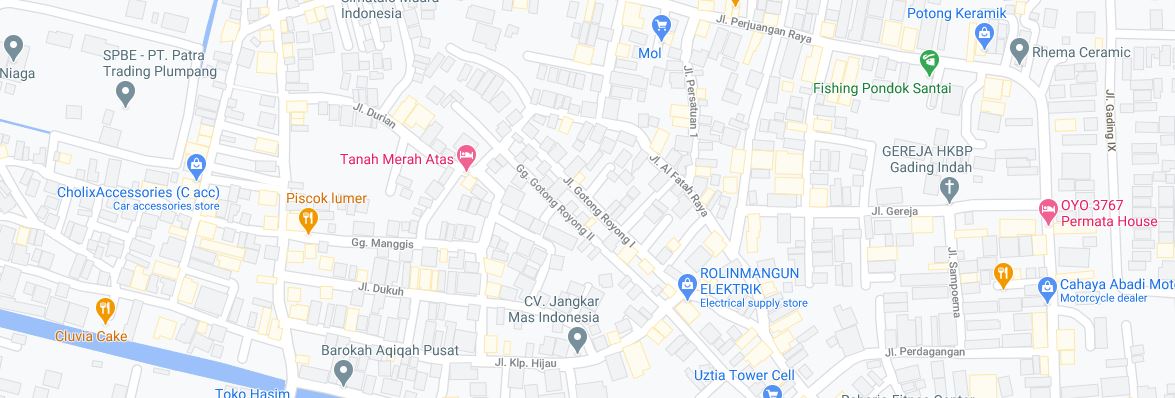 Indonesia
SPBE - PT. Patra
Trading Plumpang
Niaga
Mol
Jl. Perjuangan Raya
Potong Keramik
Rhema Ceramic
Fishing Pondok Santai
Jl. Persatuan 1
Jl. Gading IX
Jl. Durian
Tanah Merah Atas
CholixAccessories (C acc)
Car accessories store
Piscok lumer
Gg. Gotong Royong II
Jl. Gotong Royong I
Jl. Al Fatah Raya
GEREJA HKBP
Gading Indah
Jl. Gereja
OYO 3767
Permata House
Gg. Manggis
Jl. Dukuh
CV. Jangkar
Mas Indonesia
ROLINMANGUN
ELEKTRIK
Electrical supply store
Jl. Sampoerna
Cahaya Abadi Moto
Motorcycle dealer
Cluvia Cake
Barokah Aqiqah Pusat
Jl. Klp. Hijau
Jl. Perdagangan
Uztia Tower Cell
Toko Hasim